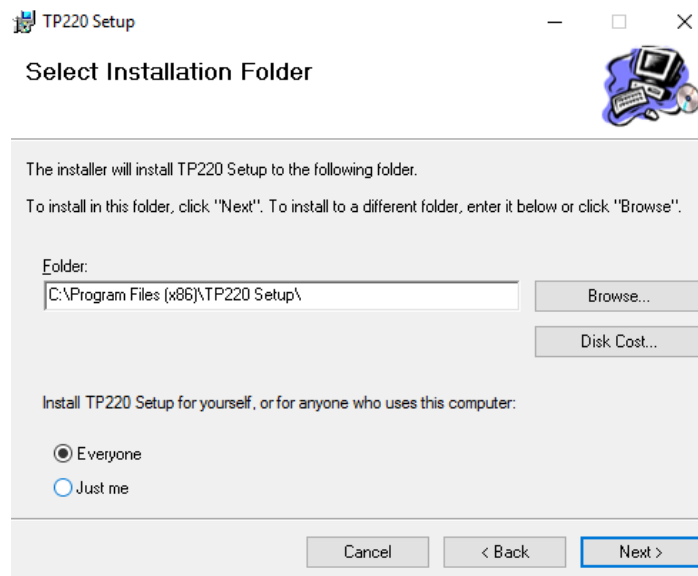 TP220 Setup
Select Installation Folder
The installer will install TP220 Setup to the following folder.
To install in this folder, click "Next". To install to a different folder, enter it below or click "Browse".
Folder:
C:\Program Files (x86)\TP220 Setup\
Browse...
Disk Cost...
Install TP220 Setup for yourself, or for anyone who uses this computer:
Everyone
Just me
Cancel
< Back
Next >